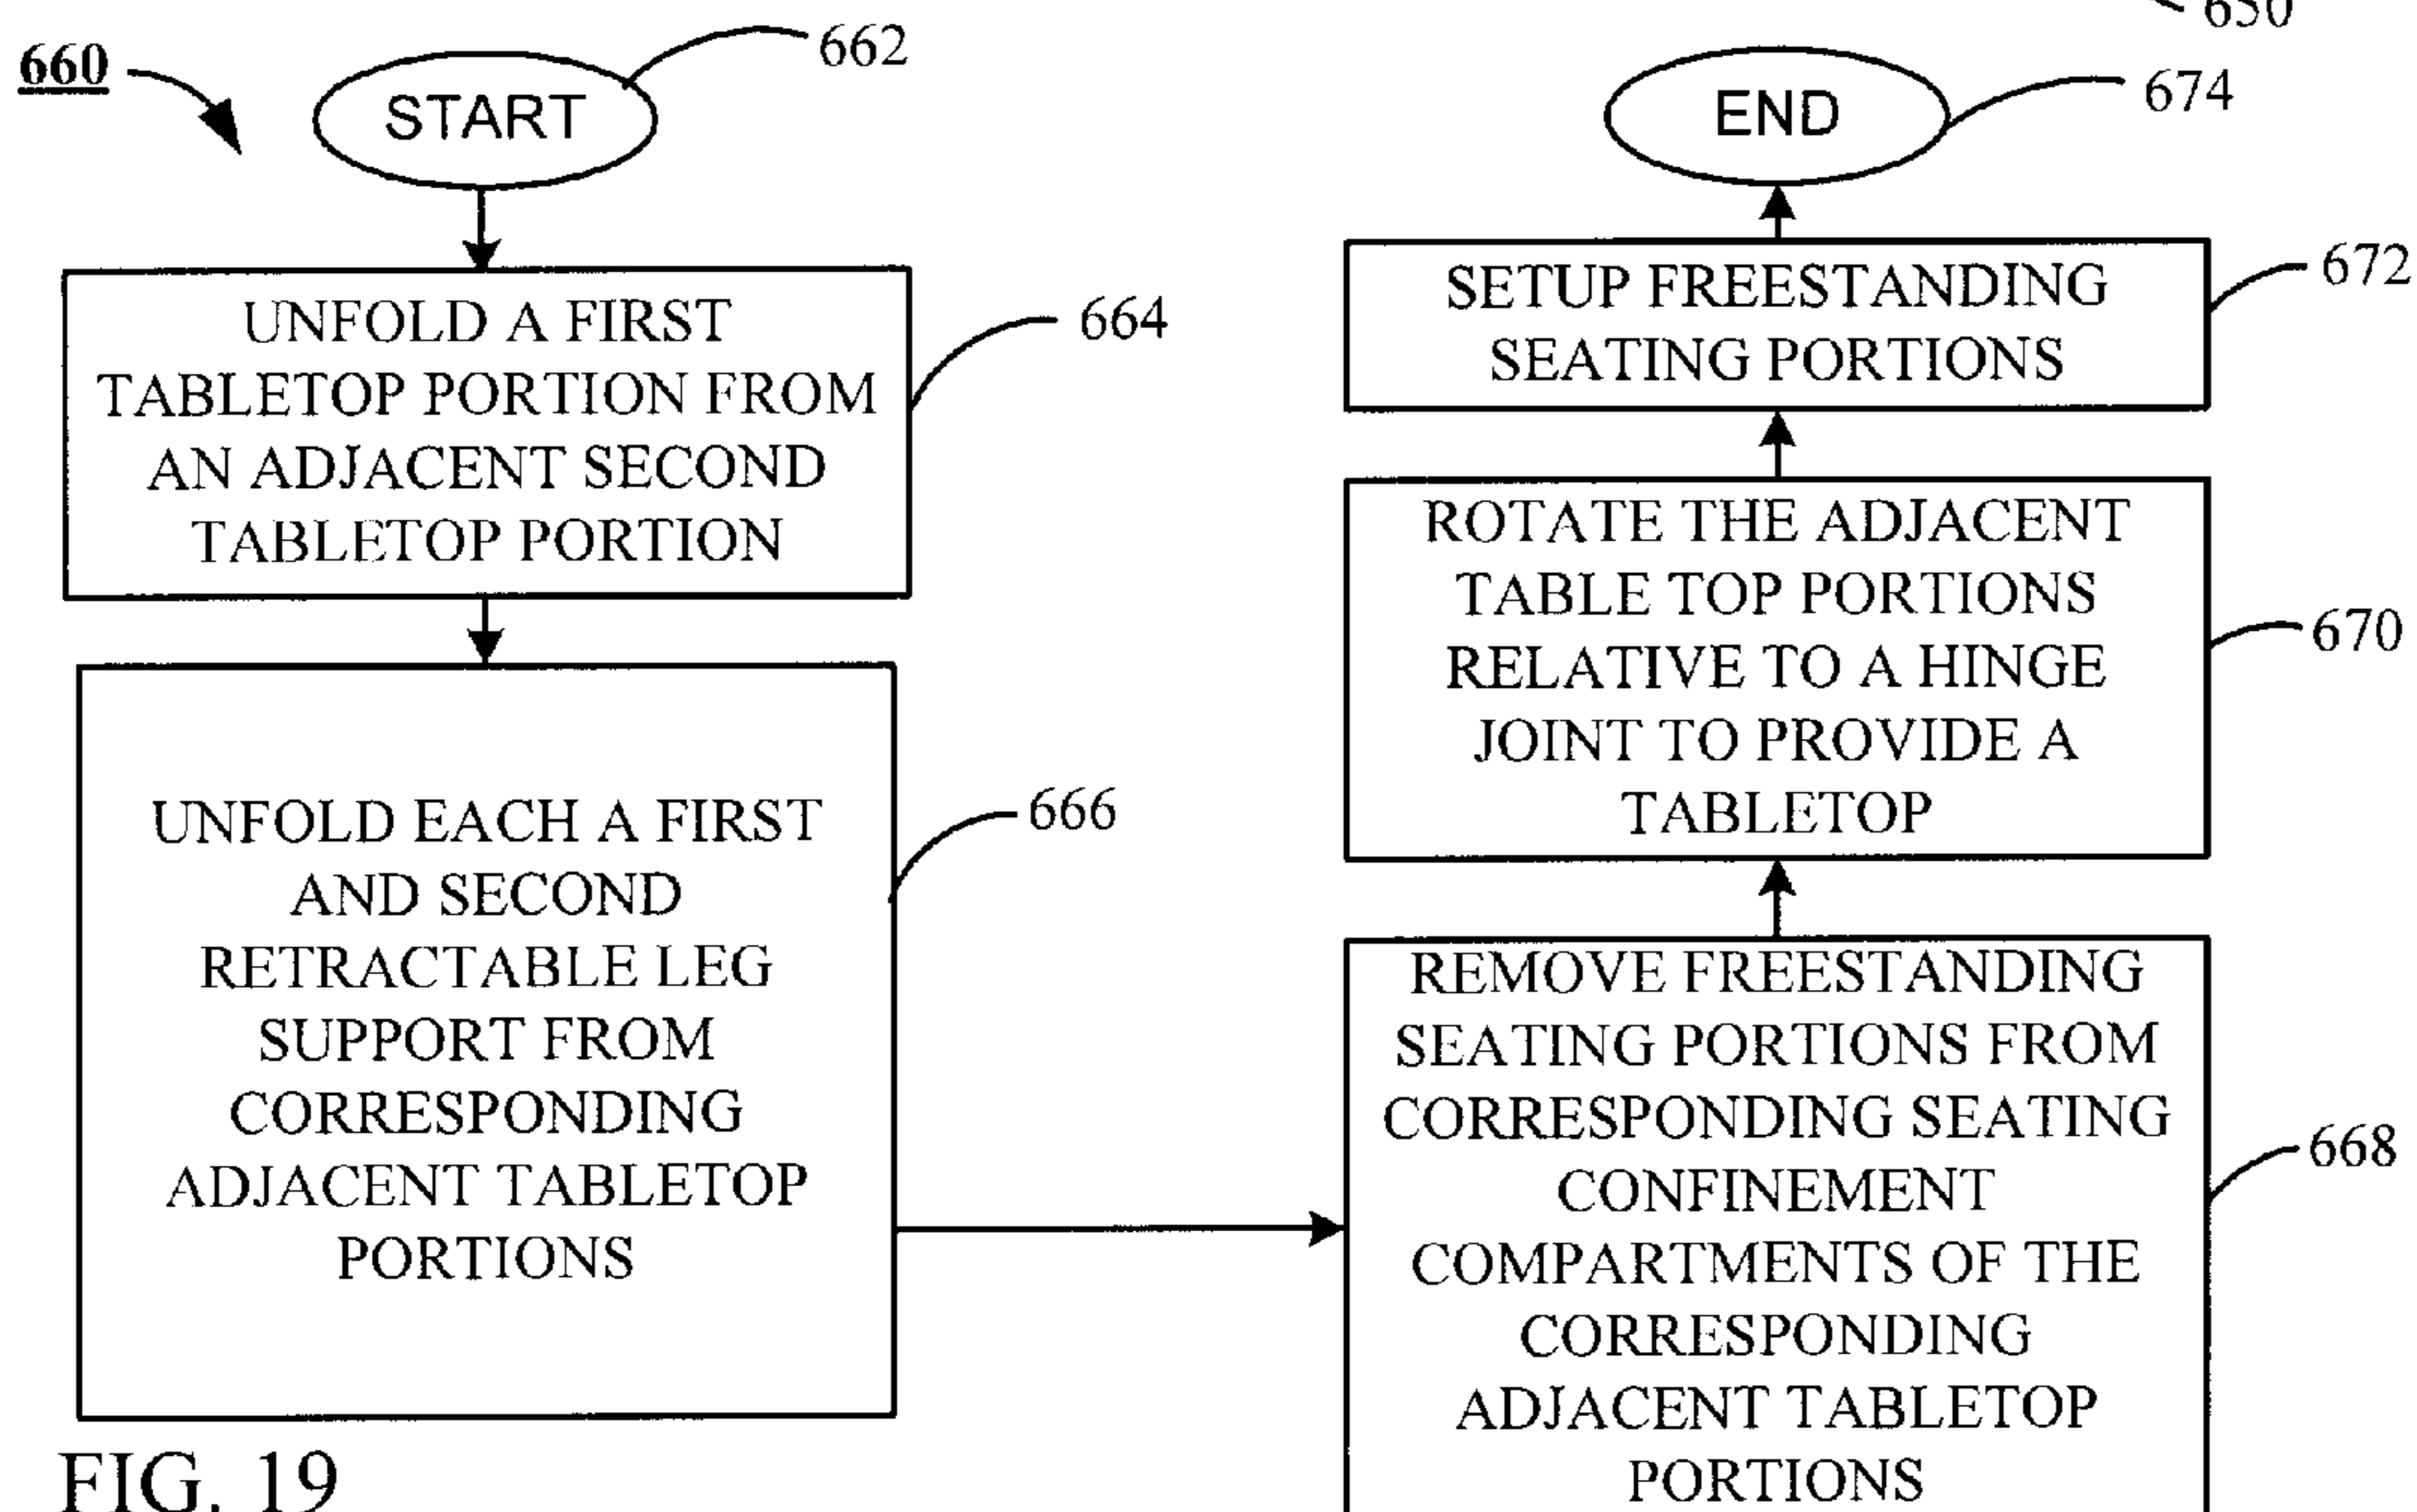 660
662
START
664
UNFOLD A FIRST
TABLETOP PORTION FROM
AN ADJACENT SECOND
TABLETOP PORTION
666
UNFOLD EACH A FIRST
AND SECOND
RETRACTABLE LEG
SUPPORT FROM
CORRESPONDING
ADJACENT TABLETOP
PORTIONS
FIG. 19
650
END
674
672
SETUP FREESTANDING
SEATING PORTIONS
670
ROTATE THE ADJACENT
TABLE TOP PORTIONS
RELATIVE TO A HINGE
JOINT TO PROVIDE A
TABLETOP
668
REMOVE FREESTANDING
SEATING PORTIONS FROM
CORRESPONDING SEATING
CONFINEMENT
COMPARTMENTS OF THE
CORRESPONDING
ADJACENT TABLETOP
PORTIONS